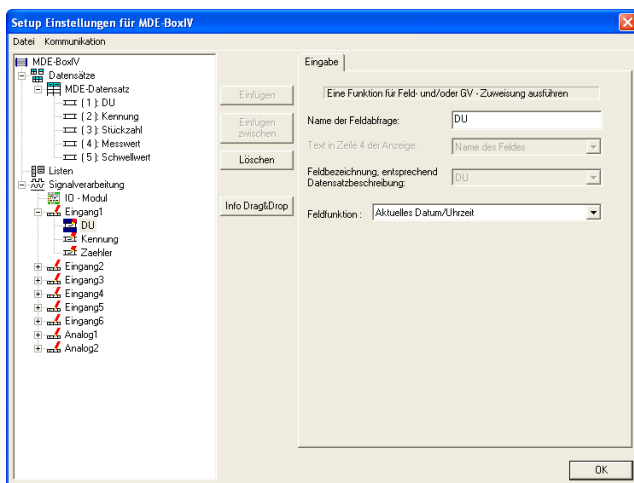 Setup Einstellungen für MDE-BoxIV
Datei Kommunikation
MDE-BoxIV
Datensätze
MDE-Datensatz
( 1 ): DU
( 2 ): Kennung
( 3 ): Stückzahl
( 4 ): Messwert
( 5 ): Schwellwert
Listen
Signalverarbeitung
IO - Modul
Eingang1
DU
Kennung
Zaehler
Eingang2
Eingang3
Eingang4
Eingang5
Eingang6
Analog1
Analog2
Einfügen
Einfügen
zwischen
Löschen
Info Drag&Drop
Eingabe
Eine Funktion für Feld- und/oder GV - Zuweisung ausführen
Name der Feldabfrage: DU
Text in Zeile 4 der Anzeige: Name des Feldes
Feldbezeichnung, entsprechend
Datensatzbeschreibung: DU
Feldfunktion : Aktuelles Datum/Uhrzeit
OK